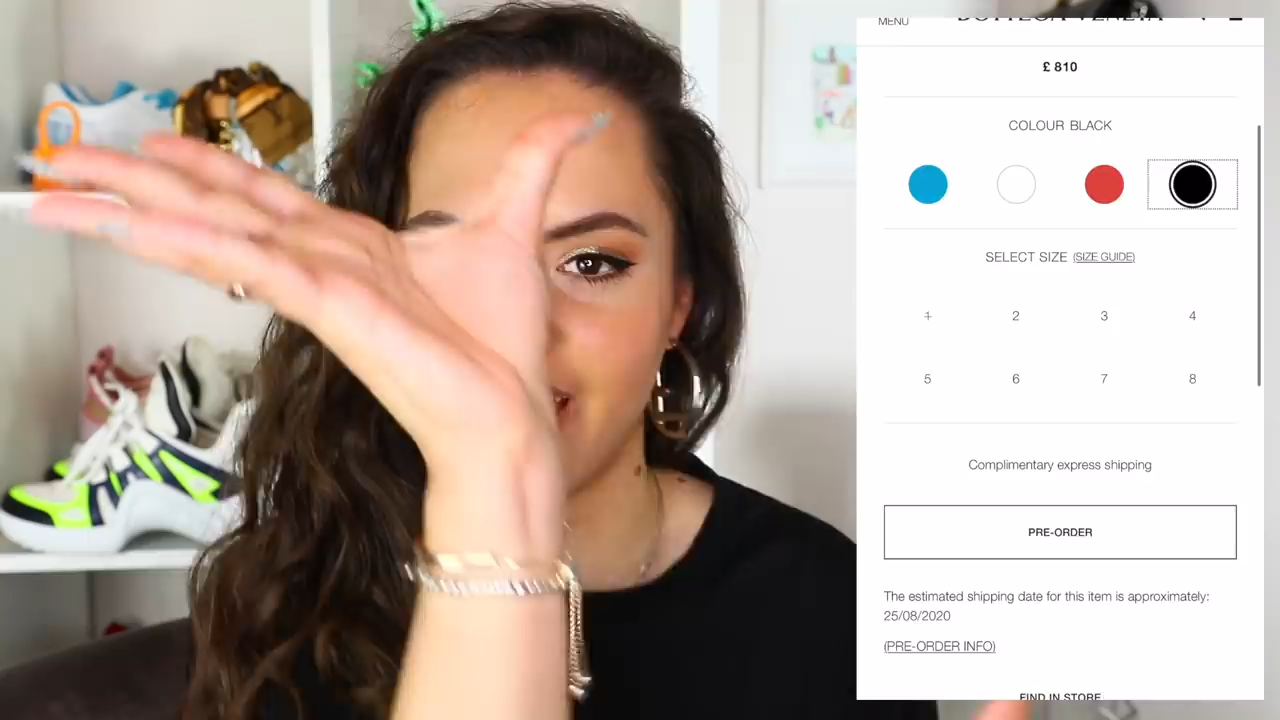 MENU
BOTTEGA VENETA
£ 810
COLOUR BLACK
SELECT SIZE (SIZE GUIDE)
1 2 3 4
5 6 7 8
Complimentary express shipping
PRE-ORDER
The estimated shipping date for this item is approximately:
25/08/2020
(PRE-ORDER INFO)
FIND IN STORE